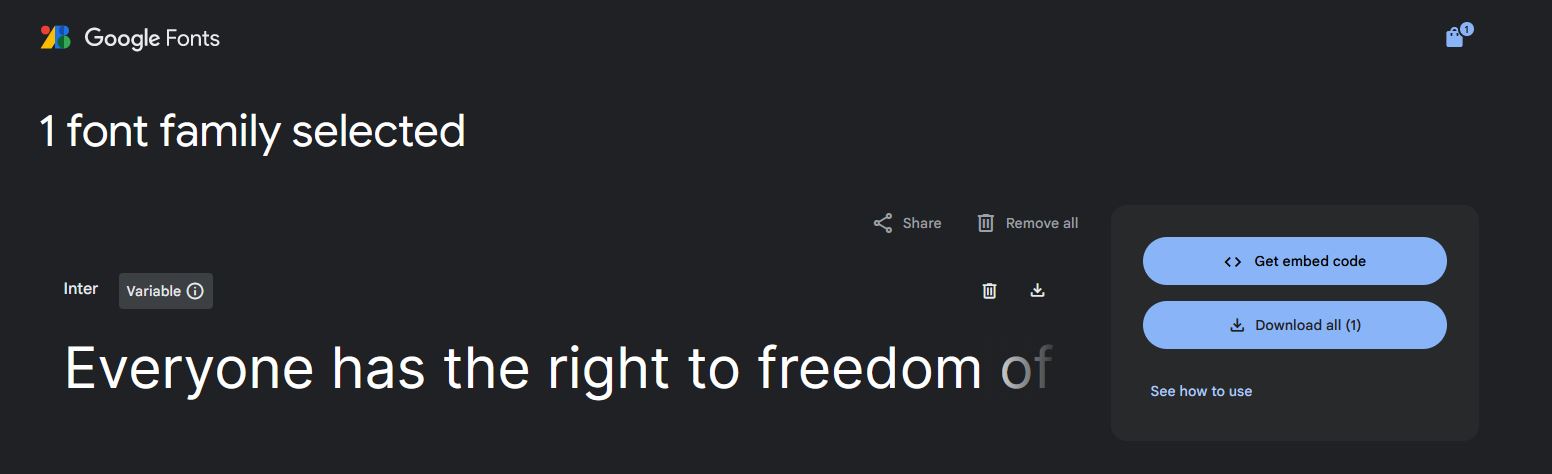 Google Fonts
1
1 font family selected
Share
Remove all
Get embed code
Inter
Variable
Download all (1)
Everyone has the right to freedom of
See how to use